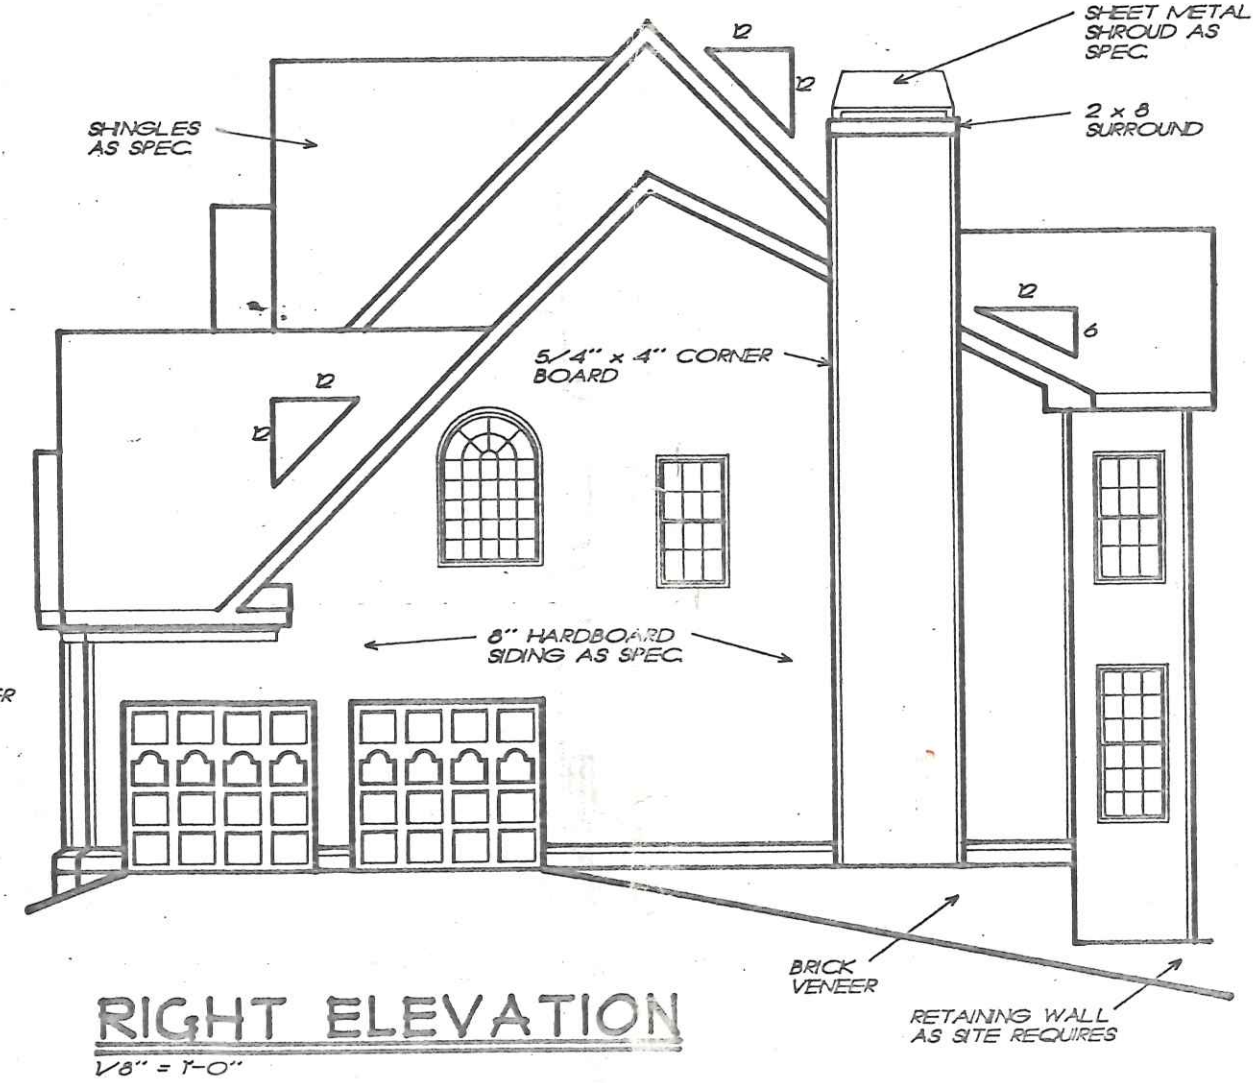 SHEET METAL
SHROUD AS
SPEC.
12
12
2 x 8
SURROUND
SHINGLES
AS SPEC.
12
6
5/4" x 4" CORNER
BOARD
12
12
8" HARDBOARD
SIDING AS SPEC.
BRICK
VENEER
RETAINING WALL
AS SITE REQUIRES
RIGHT ELEVATION
1/8" = 1'-0"